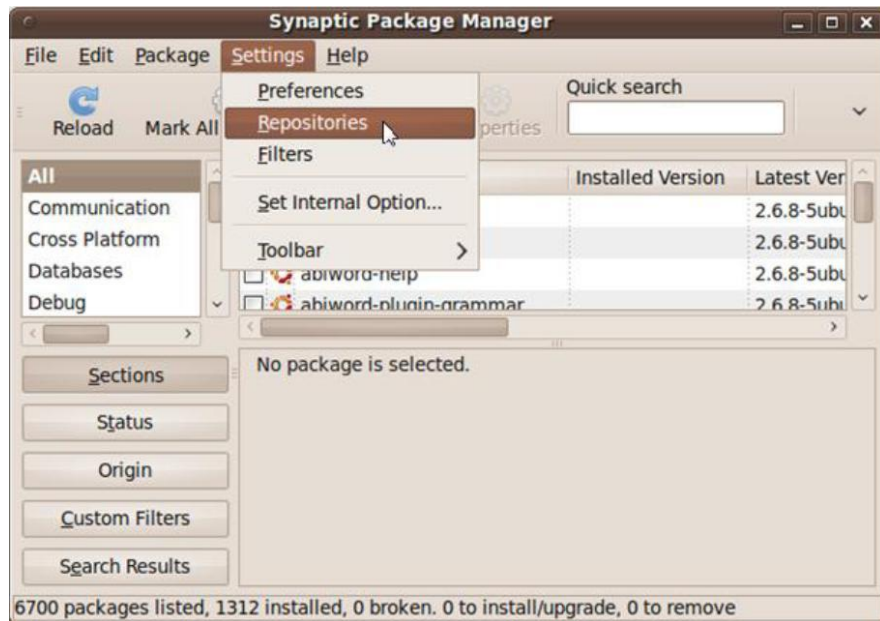 Synaptic Package Manager
File Edit Package Settings Help
Preferences
Repositories
Filters
Set Internal Option...
Toolbar
Reload
Mark All
perties
Quick search
All
Communication
Cross Platform
Databases
Debug
Installed Version
Latest Ver
2.6.8-5ubu
2.6.8-5ubu
abiword-help
2.6.8-5ubu
abiword-plugin-grammar
2.6.8-5ubu
Sections
Status
Origin
Custom Filters
Search Results
No package is selected.
6700 packages listed, 1312 installed, 0 broken. 0 to install/upgrade, 0 to remove